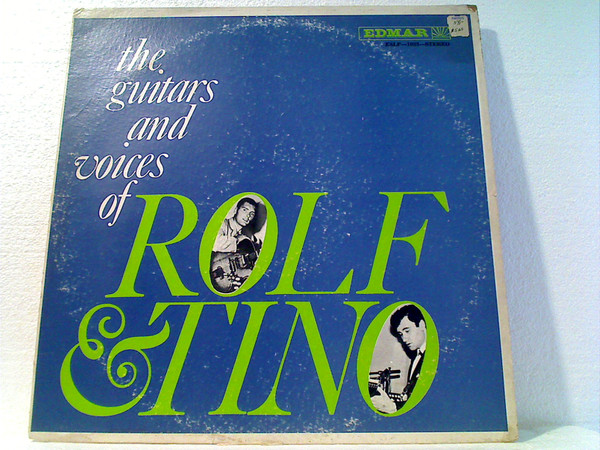 EDMAR
the
guitars
and
voices
of
ROLF
&TINO